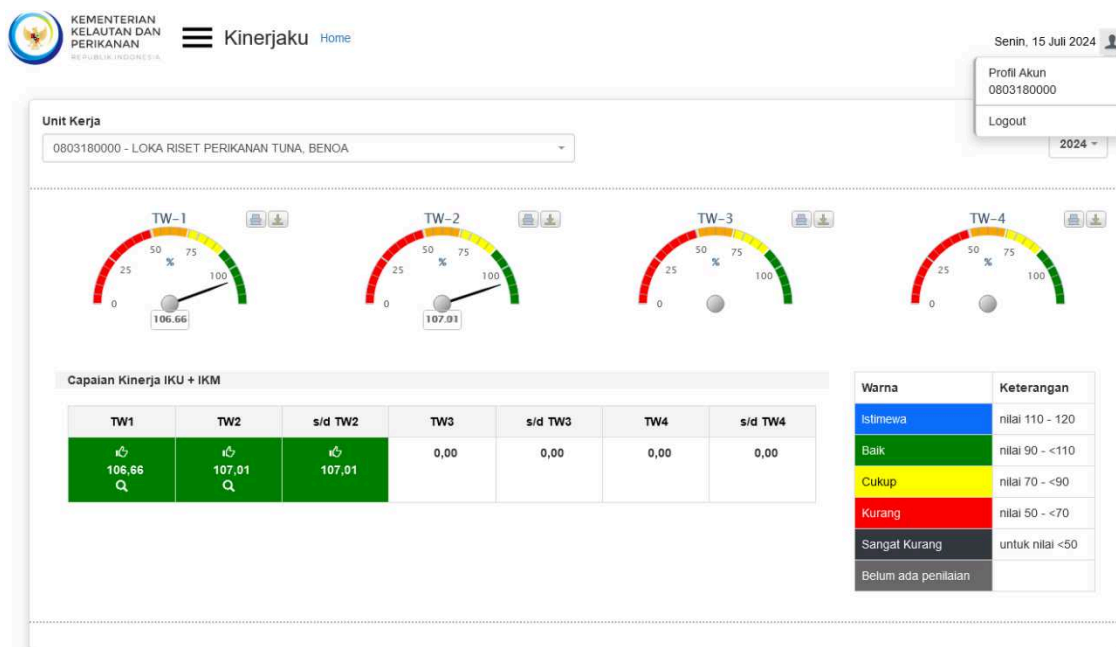 KEMENTERIAN
KELAUTAN DAN
PERIKANAN
REPUBLIK INDONESIA
Kinerjaku Home
Senin, 15 Juli 2024
Profil Akun
0803180000
Logout
Unit Kerja
0803180000 - LOKA RISET PERIKANAN TUNA, BENOA
2024
TW-1
0 25 50 75 100
%
106.66
TW-2
0 25 50 75 100
%
107.01
TW-3
0 25 50 75 100
%
TW-4
0 25 50 75 100
%
Capaian Kinerja IKU + IKM
TW1 TW2 s/d TW2 TW3 s/d TW3 TW4 s/d TW4
106,66 107,01 107,01 0,00 0,00 0,00 0,00
Warna Keterangan
Istimewa nilai 110 - 120
Baik nilai 90 - <110
Cukup nilai 70 - <90
Kurang nilai 50 - <70
Sangat Kurang untuk nilai <50
Belum ada penilaian